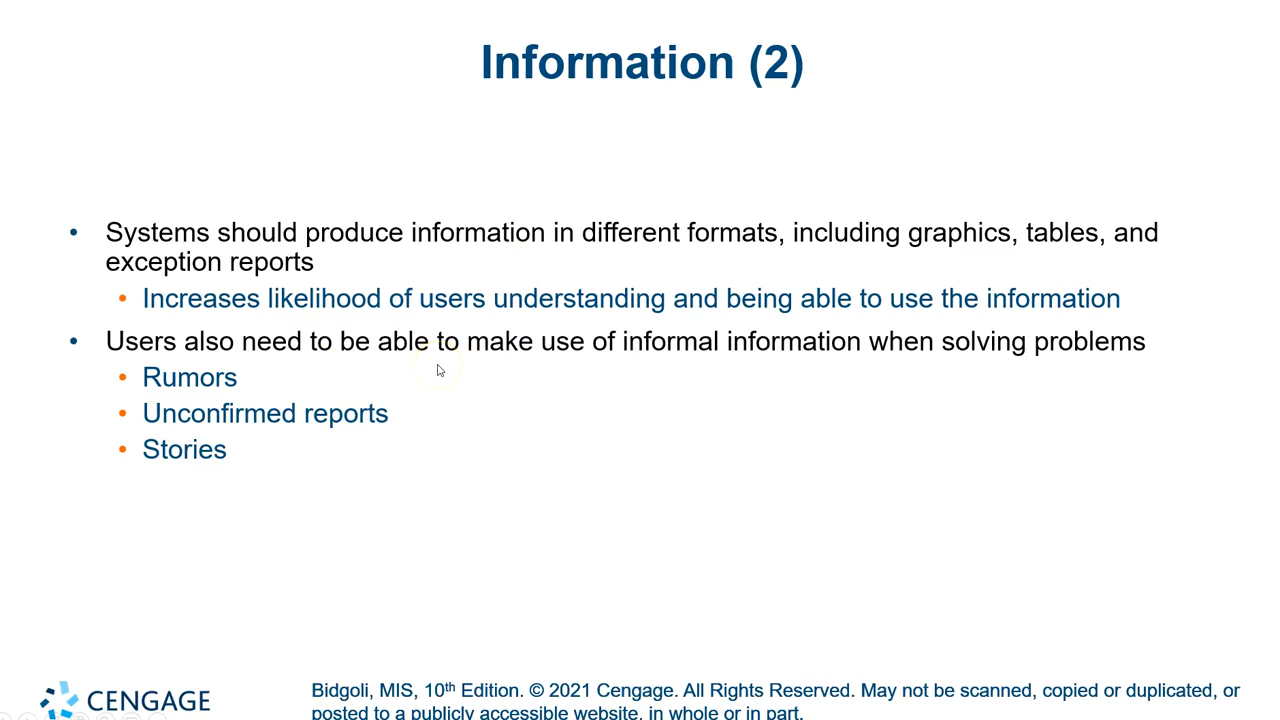 Information (2)
• Systems should produce information in different formats, including graphics, tables, and
exception reports
• Increases likelihood of users understanding and being able to use the information
• Users also need to be able to make use of informal information when solving problems
• Rumors
• Unconfirmed reports
• Stories
CENGAGE
Bidgoli, MIS, 10th Edition. © 2021 Cengage. All Rights Reserved. May not be scanned, copied or duplicated, or
posted to a publicly accessible website, in whole or in part.